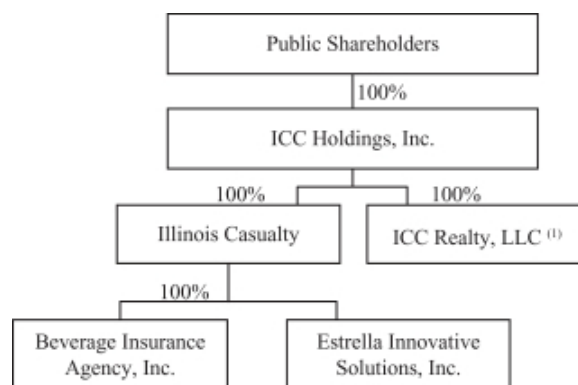 Public Shareholders
100%
ICC Holdings, Inc.
100%
100%
Illinois Casualty
ICC Realty, LLC (1)
100%
Beverage Insurance
Agency, Inc.
Estrella Innovative
Solutions, Inc.